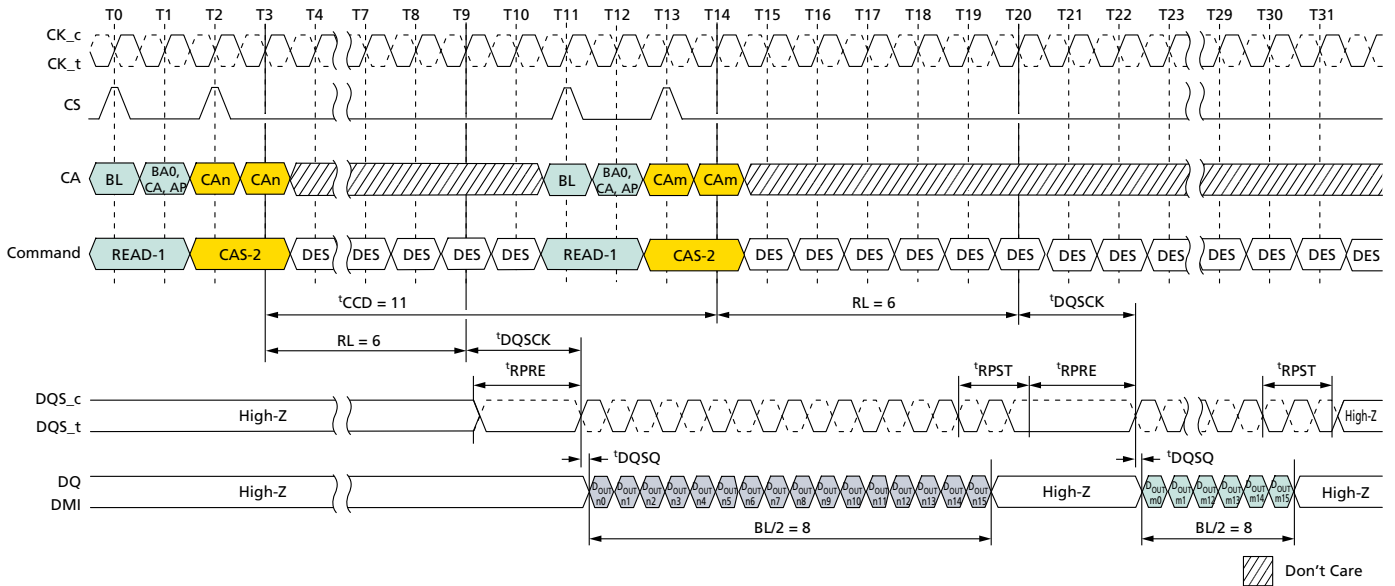 T0 T1 T2 T3 T4 T7 T8 T9 T10 T11 T12 T13 T14 T15 T16 T17 T18 T19 T20 T21 T22 T23 T29 T30 T31
CK_c
CK_t
CS
CA BL BA0, CA, AP CAn CAn BL BA0, CA, AP CAm CAm
Command READ-1 CAS-2 DES DES DES DES DES READ-1 CAS-2 DES DES DES DES DES DES DES DES DES DES DES DES DES
tCCD = 11 RL = 6 tDQSCK
RL = 6 tDQSCK
tRPRE tRPST tRPRE tRPST
DQS_c
DQS_t
High-Z High-Z
tDQSQ tDQSQ
DQ
DMI
High-Z DOUT n0 DOUT n1 DOUT n2 DOUT n3 DOUT n4 DOUT n5 DOUT n6 DOUT n7 DOUT n8 DOUT n9 DOUT n10 DOUT n11 DOUT n12 DOUT n13 DOUT n14 DOUT n15 High-Z DOUT m0 DOUT m1 DOUT m12 DOUT m13 DOUT m14 DOUT m15 High-Z
BL/2 = 8 BL/2 = 8
Don't Care